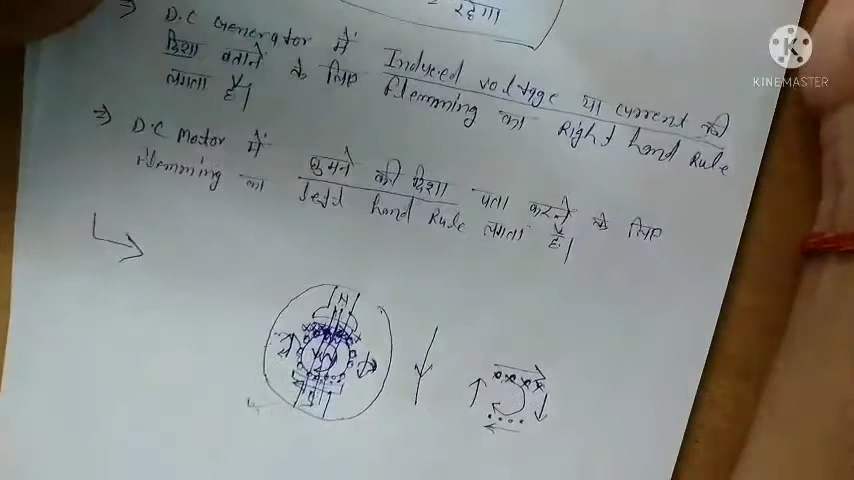 = रहेगा
⇒ D.C Generator में Induced voltage या current की
दिशा बताने के लिए Flemming का Right hand Rule
लगता है।
⇒ D.C Motor में घुमने की दिशा पता करने के लिए
Flemming का left hand Rule लगता है।
N
KINEMASTER